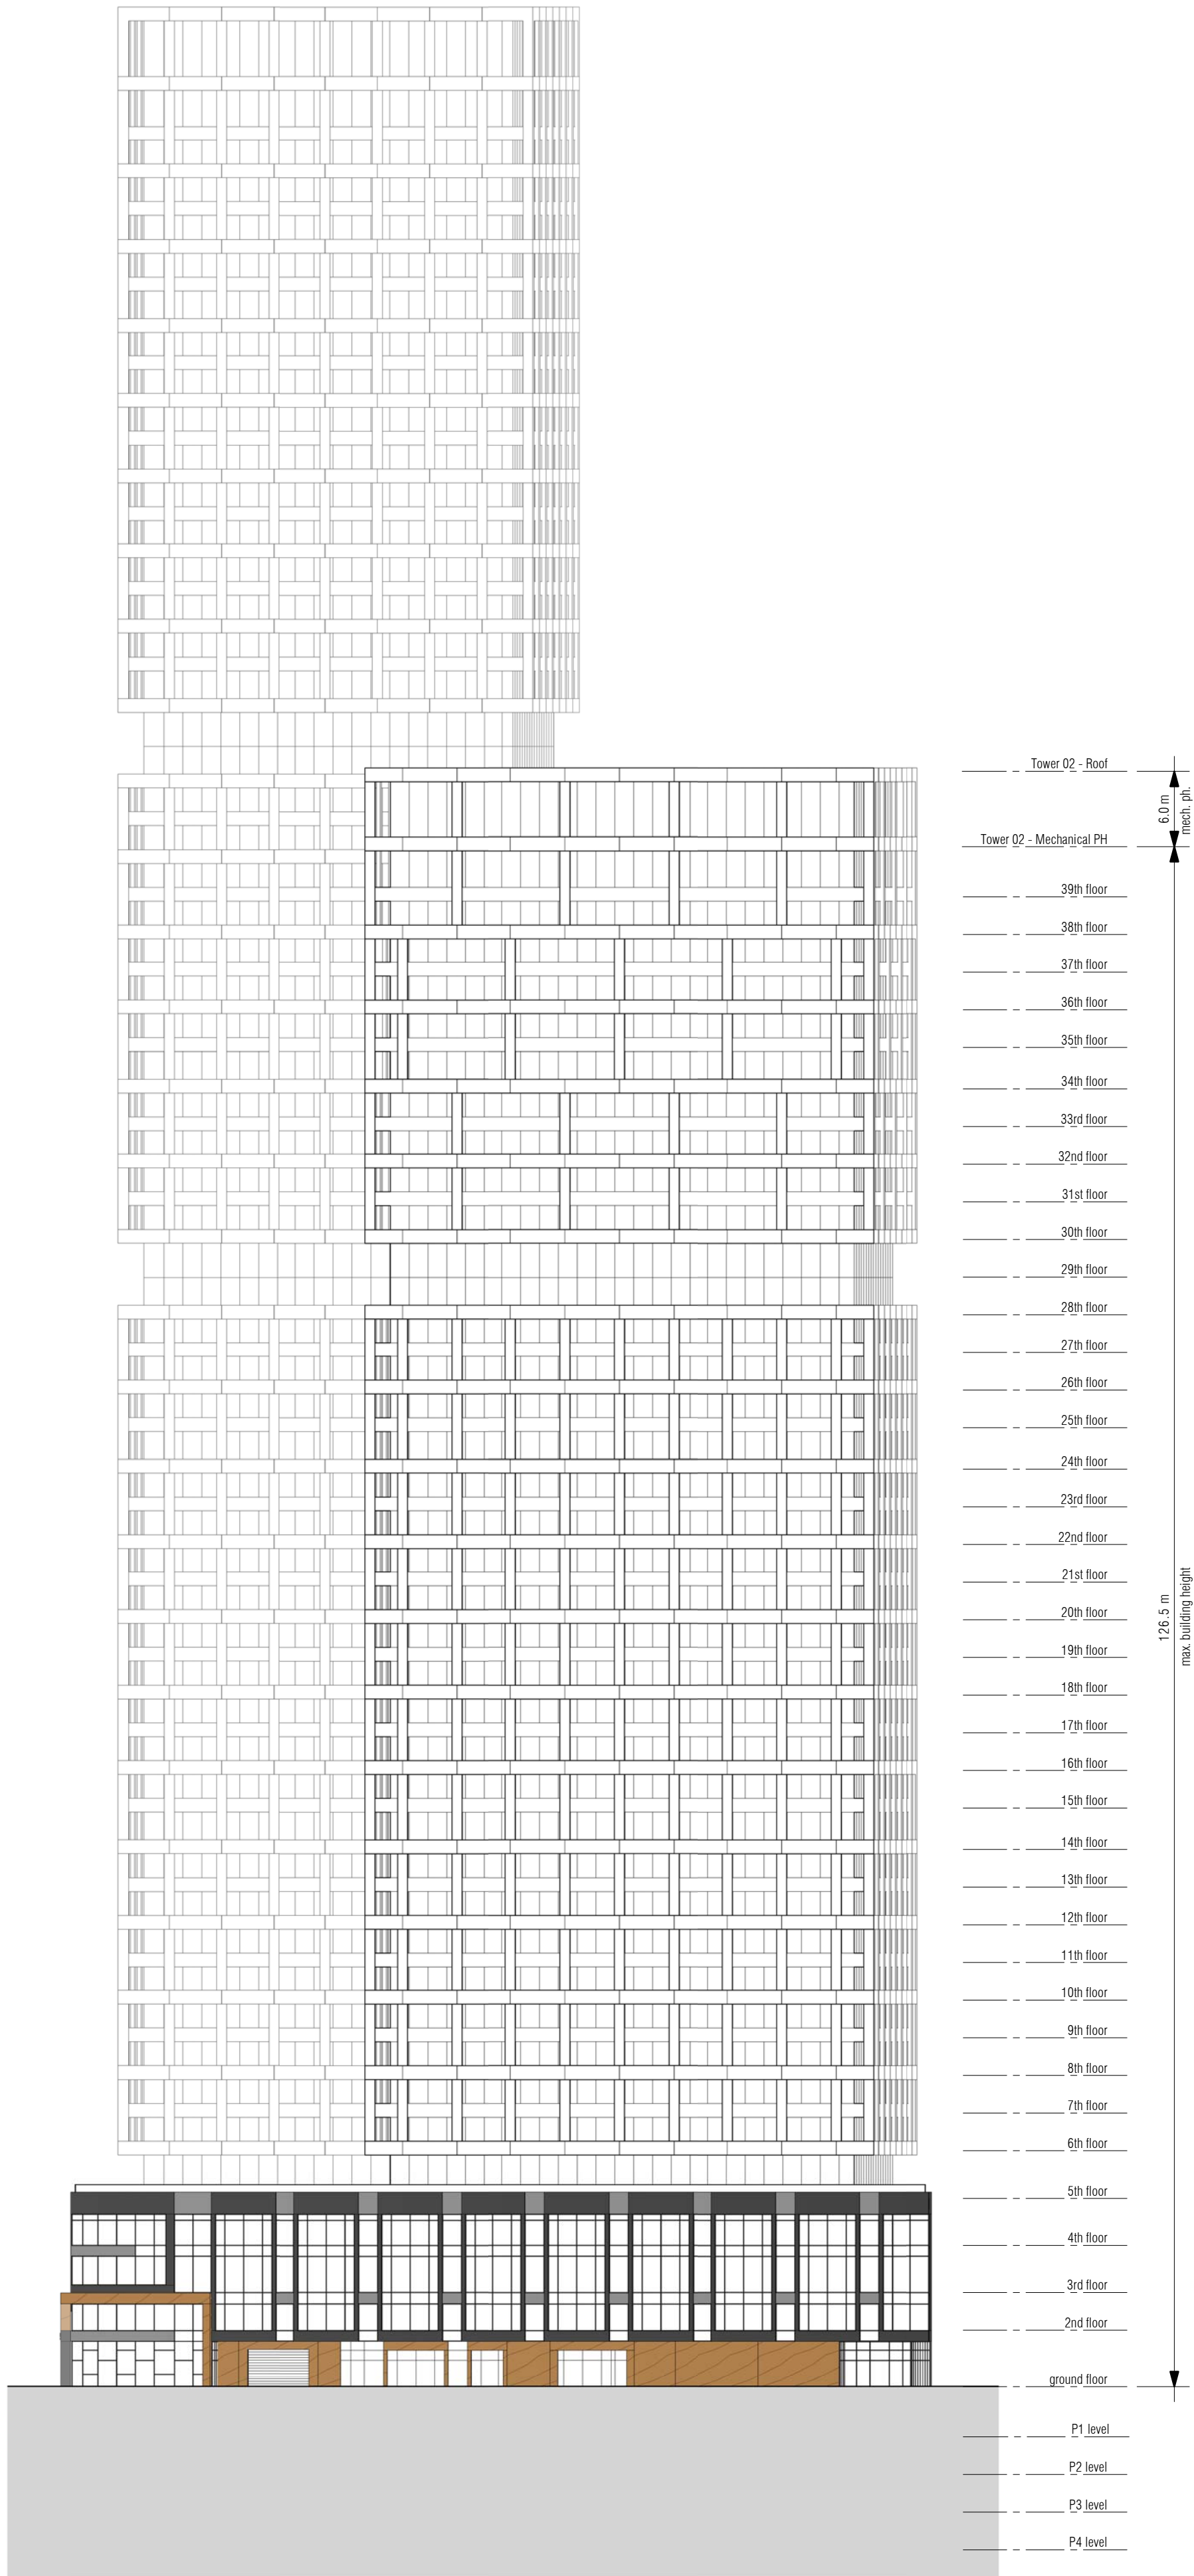 Tower 02 - Roof
6.0 m
mech. ph.
Tower 02 - Mechanical PH
39th floor
38th floor
37th floor
36th floor
35th floor
34th floor
33rd floor
32nd floor
31st floor
30th floor
29th floor
28th floor
27th floor
26th floor
25th floor
24th floor
23rd floor
22nd floor
21st floor
126.5 m
max. building height
20th floor
19th floor
18th floor
17th floor
16th floor
15th floor
14th floor
13th floor
12th floor
11th floor
10th floor
9th floor
8th floor
7th floor
6th floor
5th floor
4th floor
3rd floor
2nd floor
ground floor
P1 level
P2 level
P3 level
P4 level